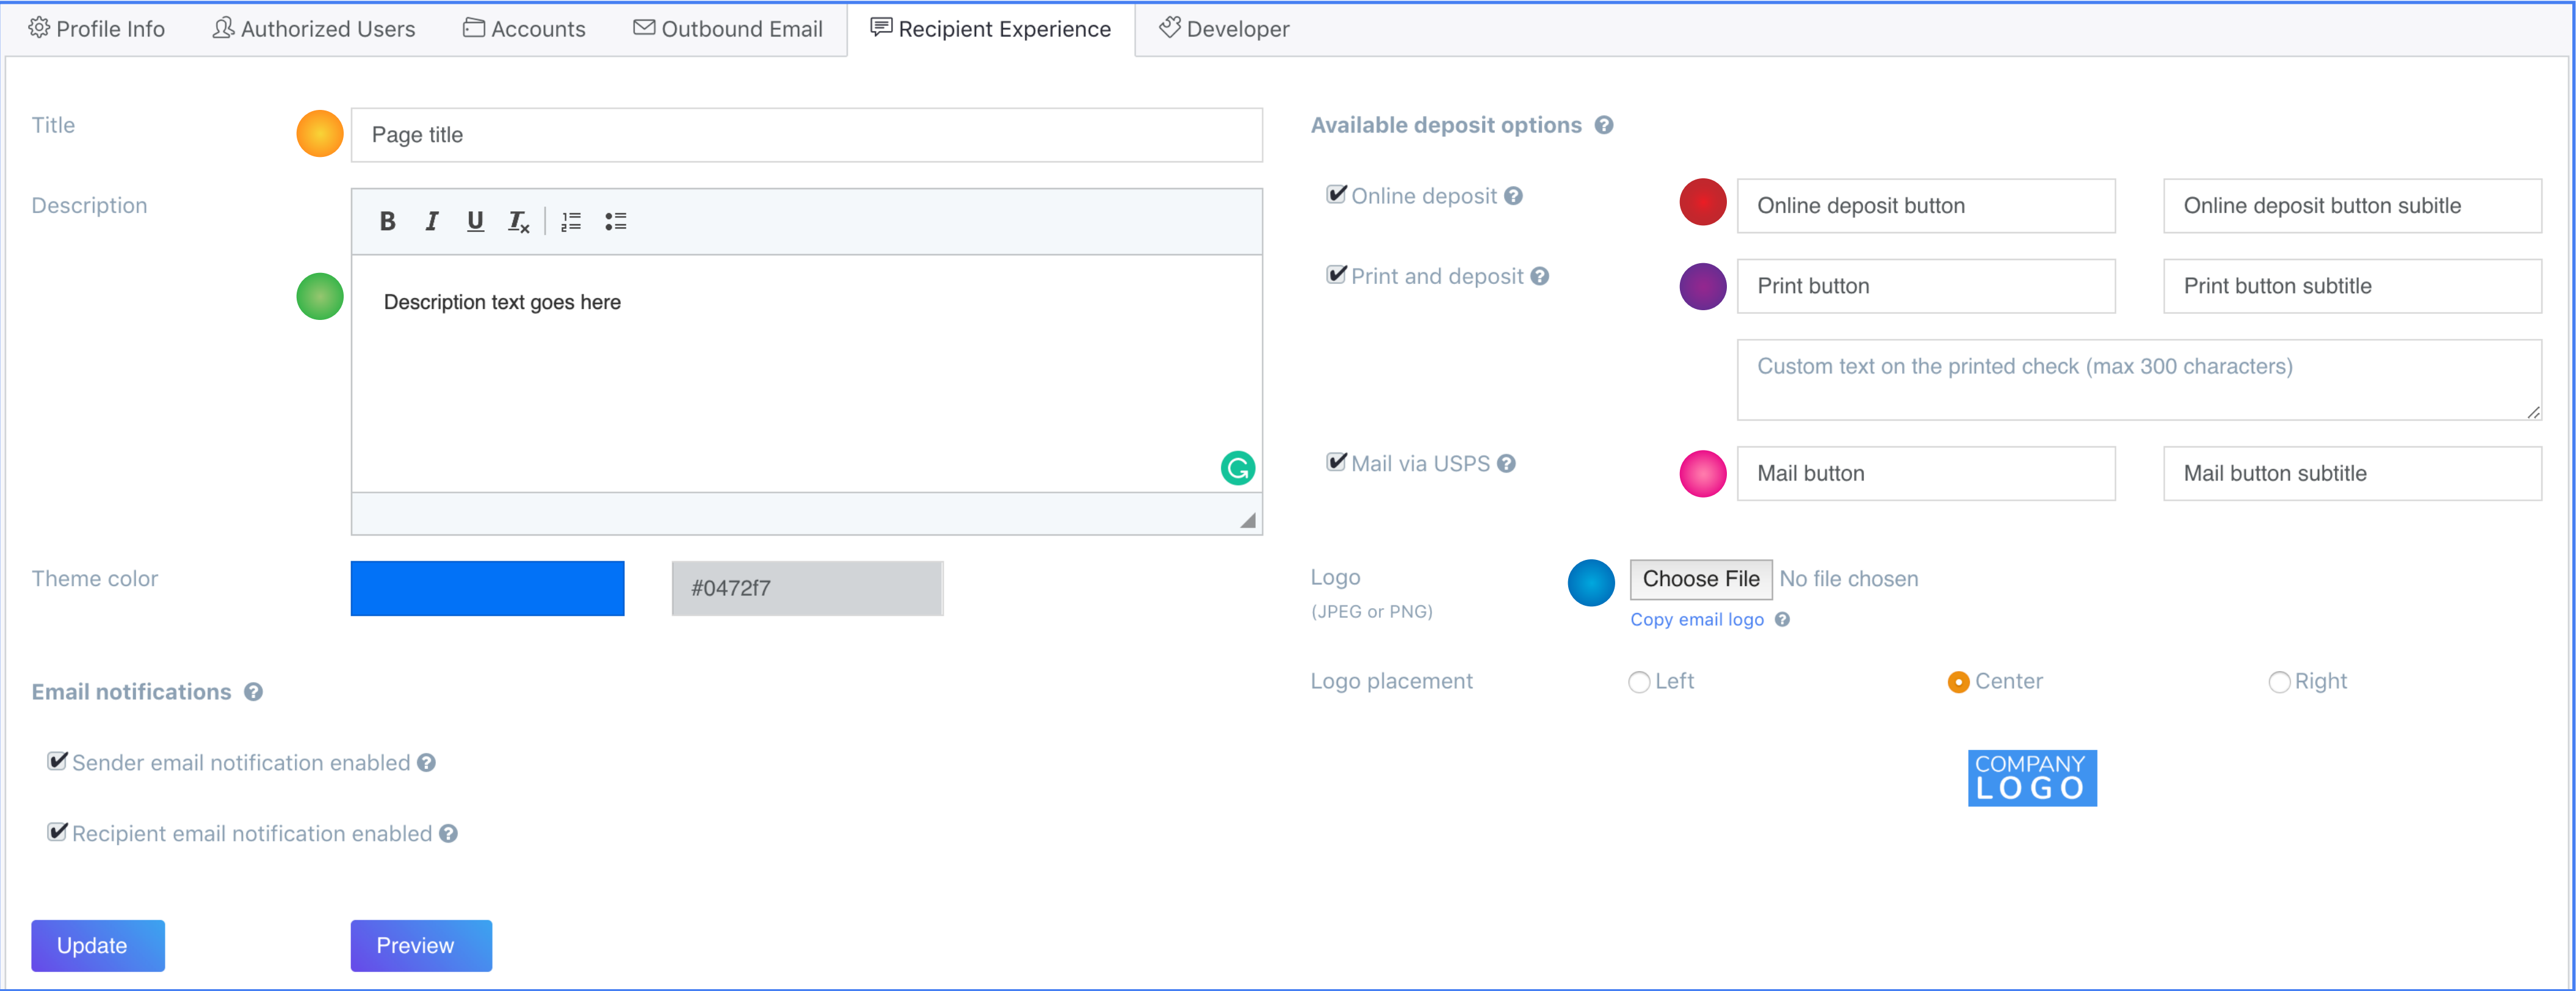 Profile Info
Authorized Users
Accounts
Outbound Email
Recipient Experience
Developer
Title
Page title
Description
B I U Tx
Description text goes here
Theme color
#0472f7
Email notifications
Sender email notification enabled
Recipient email notification enabled
Update
Preview
Available deposit options
Online deposit
Online deposit button
Online deposit button subitle
Print and deposit
Print button
Print button subtitle
Custom text on the printed check (max 300 characters)
Mail via USPS
Mail button
Mail button subtitle
Logo
(JPEG or PNG)
Choose File No file chosen
Copy email logo
Logo placement
Left
Center
Right
COMPANY
LOGO